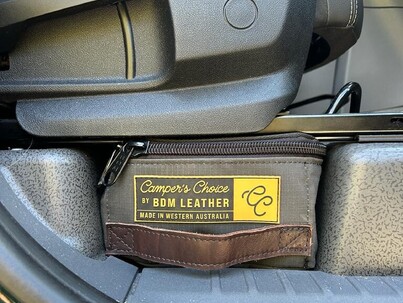 Camper's Choice
BY BDM LEATHER
MADE IN WESTERN AUSTRALIA
CC